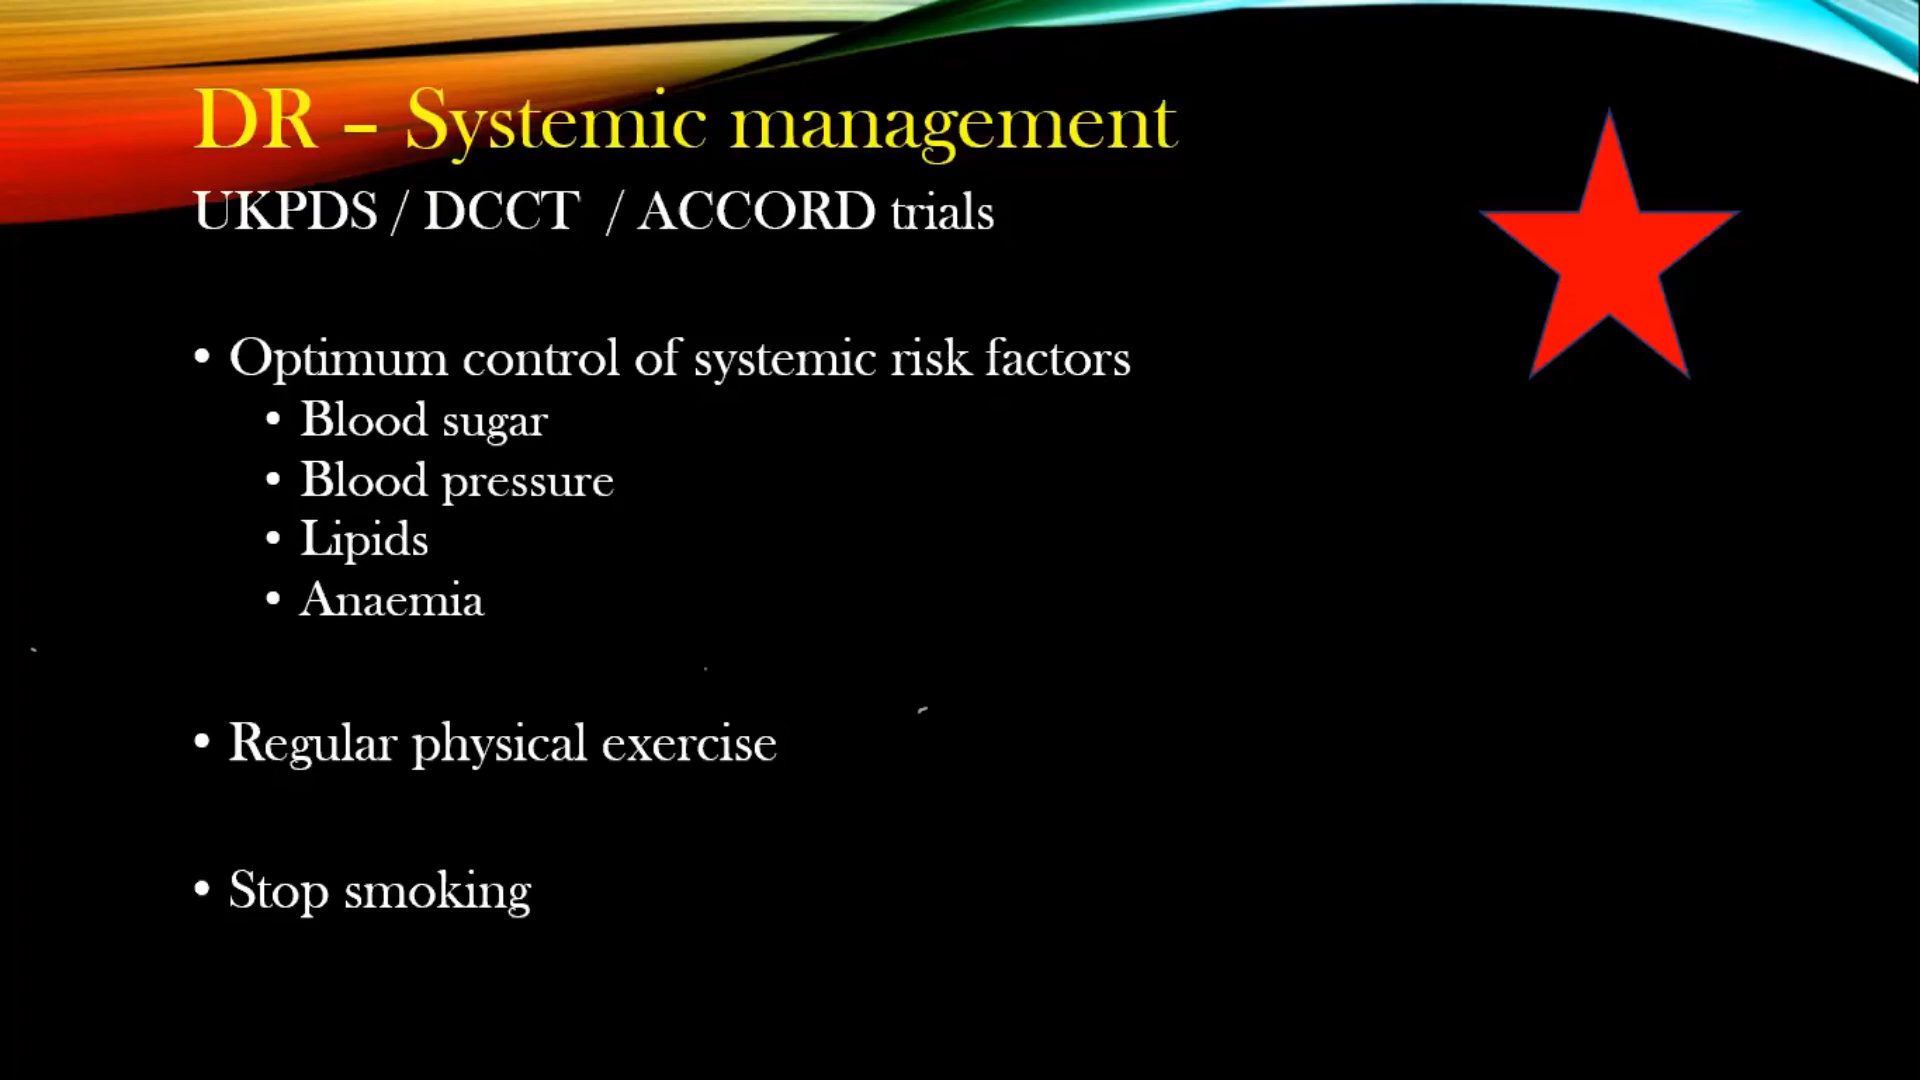 DR – Systemic management
UKPDS / DCCT / ACCORD trials
• Optimum control of systemic risk factors
• Blood sugar
• Blood pressure
• Lipids
• Anaemia
• Regular physical exercise
• Stop smoking